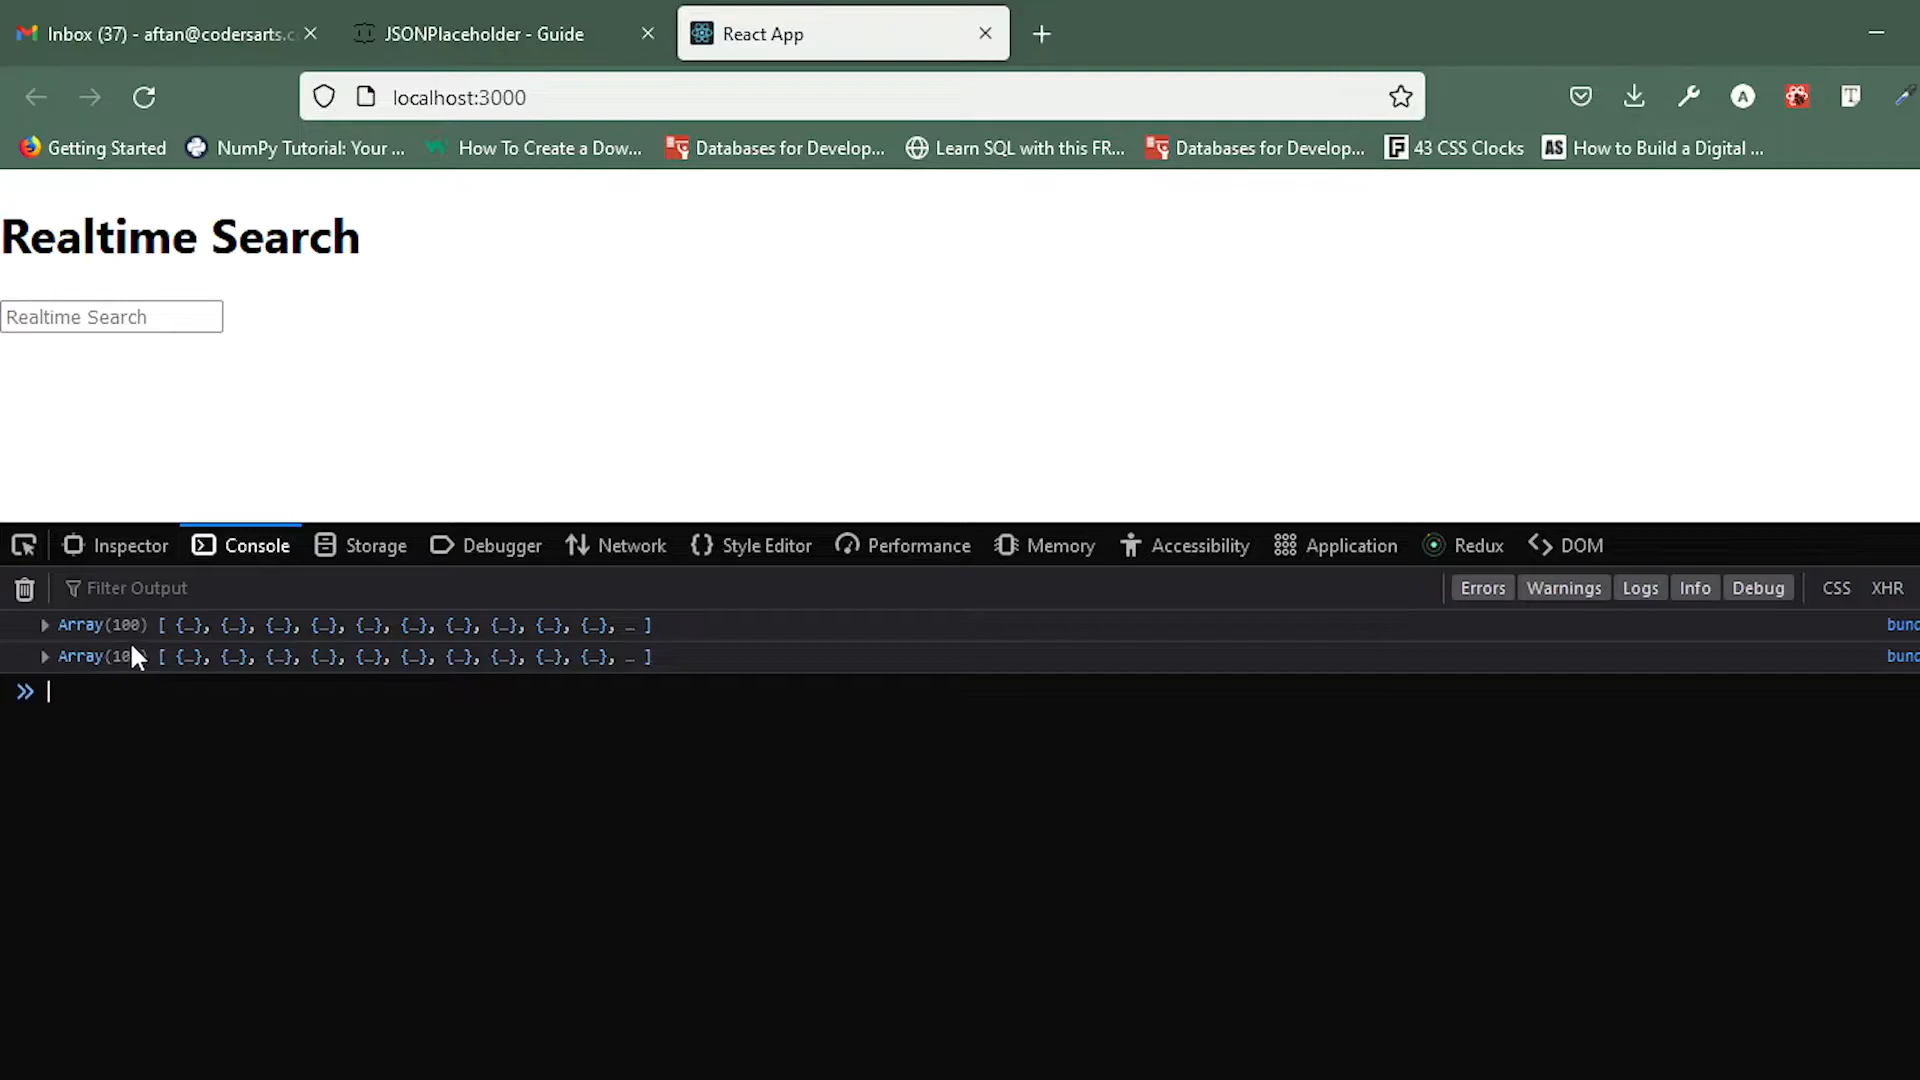 Inbox (37) - aftan@codersarts.c
JSONPlaceholder - Guide
React App
localhost:3000
Getting Started
NumPy Tutorial: Your ...
How To Create a Dow...
Databases for Develop...
Learn SQL with this FR...
Databases for Develop...
43 CSS Clocks
AS How to Build a Digital ...
Realtime Search
Realtime Search
Inspector
Console
Storage
Debugger
Network
Style Editor
Performance
Memory
Accessibility
Application
Redux
DOM
Filter Output
Errors
Warnings
Logs
Info
Debug
CSS
XHR
Array(100) [ {…}, {…}, {…}, {…}, {…}, {…}, {…}, {…}, {…}, {…}, … ]
bund
Array(10 [ {…}, {…}, {…}, {…}, {…}, {…}, {…}, {…}, {…}, {…}, … ]
bund